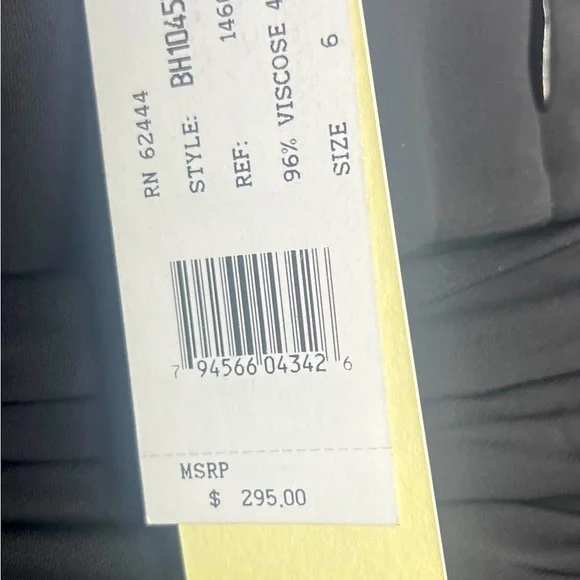 RN 62444
STYLE: BH1045
REF: 146
96% VISCOSE 4
SIZE 6
7 94566 04342 6
MSRP
$ 295.00